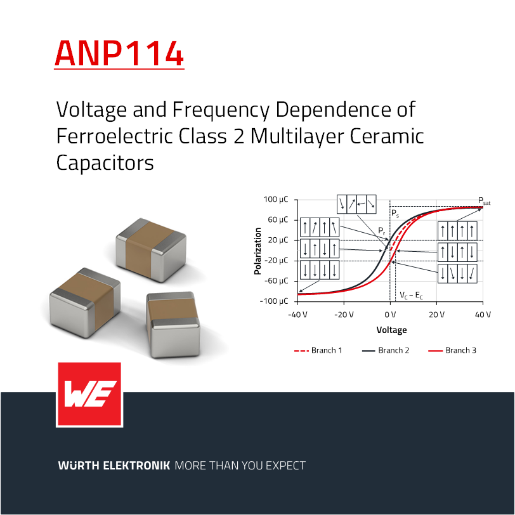 ANP114
Voltage and Frequency Dependence of
Ferroelectric Class 2 Multilayer Ceramic
Capacitors
100 µC
60 µC
20 µC
−20 µC
−60 µC
−100 µC
Polarization
Psat
Ps
Pr
Vc ~ Ec
-40 V
-20 V
0 V
20 V
40 V
Voltage
Branch 1
Branch 2
Branch 3
WE
WÜRTH ELEKTRONIK MORE THAN YOU EXPECT